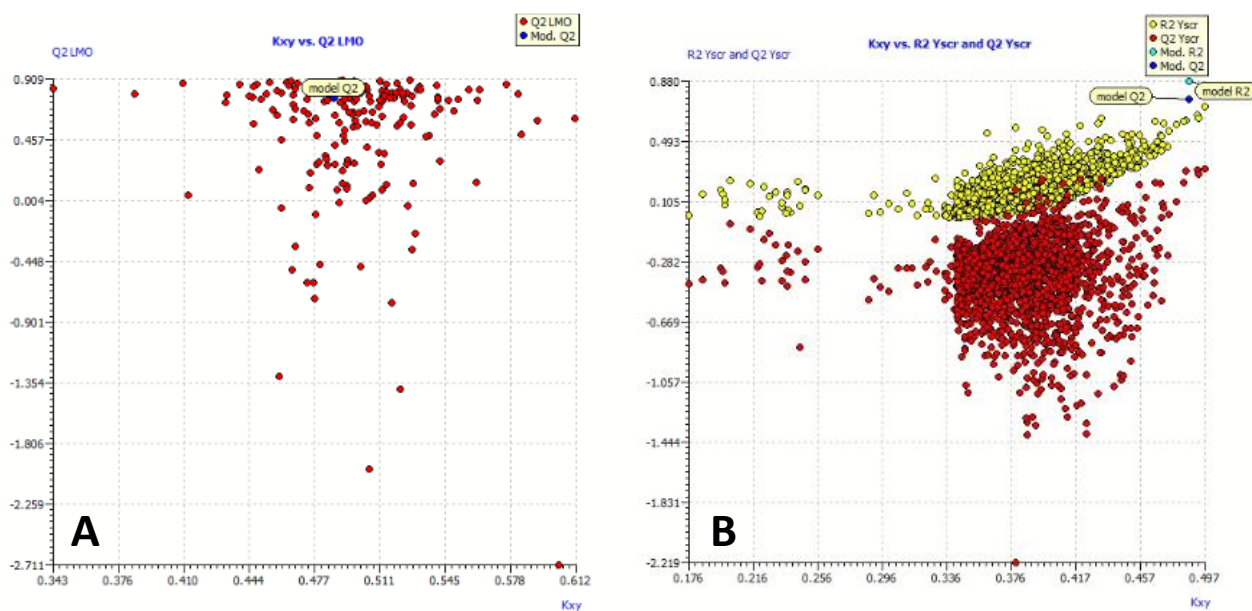 Kxy vs. Q2 LMO
Q2 LMO
Q2 LMO
Mod. Q2
model Q2
0.909
0.457
0.004
-0.448
-0.901
-1.354
-1.806
-2.259
-2.711
0.343 0.376 0.410 0.444 0.477 0.511 0.545 0.578 0.612
Kxy
A
Kxy vs. R2 Yscr and Q2 Yscr
R2 Yscr and Q2 Yscr
R2 Yscr
Q2 Yscr
Mod. R2
Mod. Q2
model Q2
model R2
0.880
0.493
0.105
-0.282
-0.669
-1.057
-1.444
-1.831
-2.219
0.176 0.216 0.256 0.296 0.336 0.376 0.417 0.457 0.497
Kxy
B